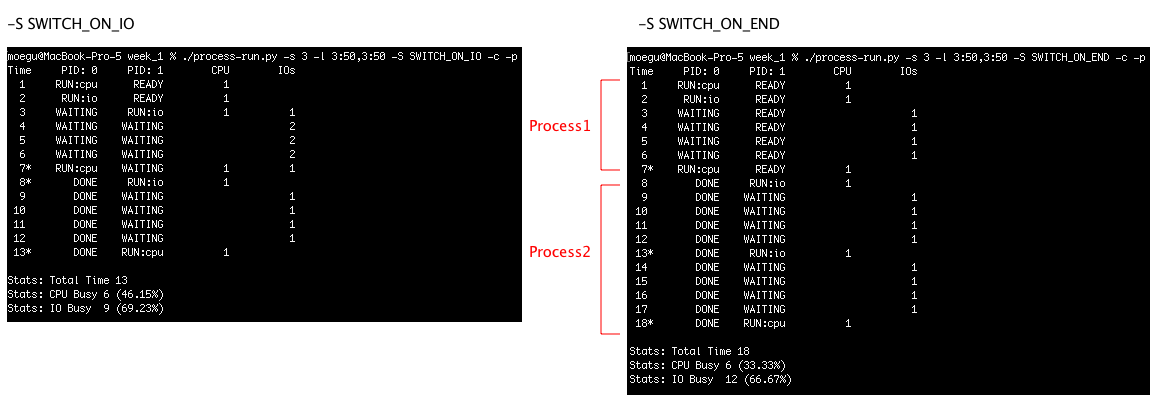 -S SWITCH_ON_IO
moegu@MacBook-Pro-5 week_1 % ./process-run.py -s 3 -l 3:50,3:50 -S SWITCH_ON_IO -c -p
Time PID: 0 PID: 1 CPU IOs
1 RUN:cpu READY 1
2 RUN:io READY 1
3 WAITING RUN:io 1 1
4 WAITING WAITING 2
5 WAITING WAITING 2
6 WAITING WAITING 2
7* RUN:cpu WAITING 1 1
8* DONE RUN:io 1
9 DONE WAITING 1
10 DONE WAITING 1
11 DONE WAITING 1
12 DONE WAITING 1
13* DONE RUN:cpu 1
Stats: Total Time 13
Stats: CPU Busy 6 (46.15%)
Stats: IO Busy 9 (69.23%)
Process1
Process2
-S SWITCH_ON_END
moegu@MacBook-Pro-5 week_1 % ./process-run.py -s 3 -l 3:50,3:50 -S SWITCH_ON_END -c -p
Time PID: 0 PID: 1 CPU IOs
1 RUN:cpu READY 1
2 RUN:io READY 1
3 WAITING READY 1
4 WAITING READY 1
5 WAITING READY 1
6 WAITING READY 1
7* RUN:cpu READY 1
8 DONE RUN:io 1
9 DONE WAITING 1
10 DONE WAITING 1
11 DONE WAITING 1
12 DONE WAITING 1
13* DONE RUN:io 1
14 DONE WAITING 1
15 DONE WAITING 1
16 DONE WAITING 1
17 DONE WAITING 1
18* DONE RUN:cpu 1
Stats: Total Time 18
Stats: CPU Busy 6 (33.33%)
Stats: IO Busy 12 (66.67%)